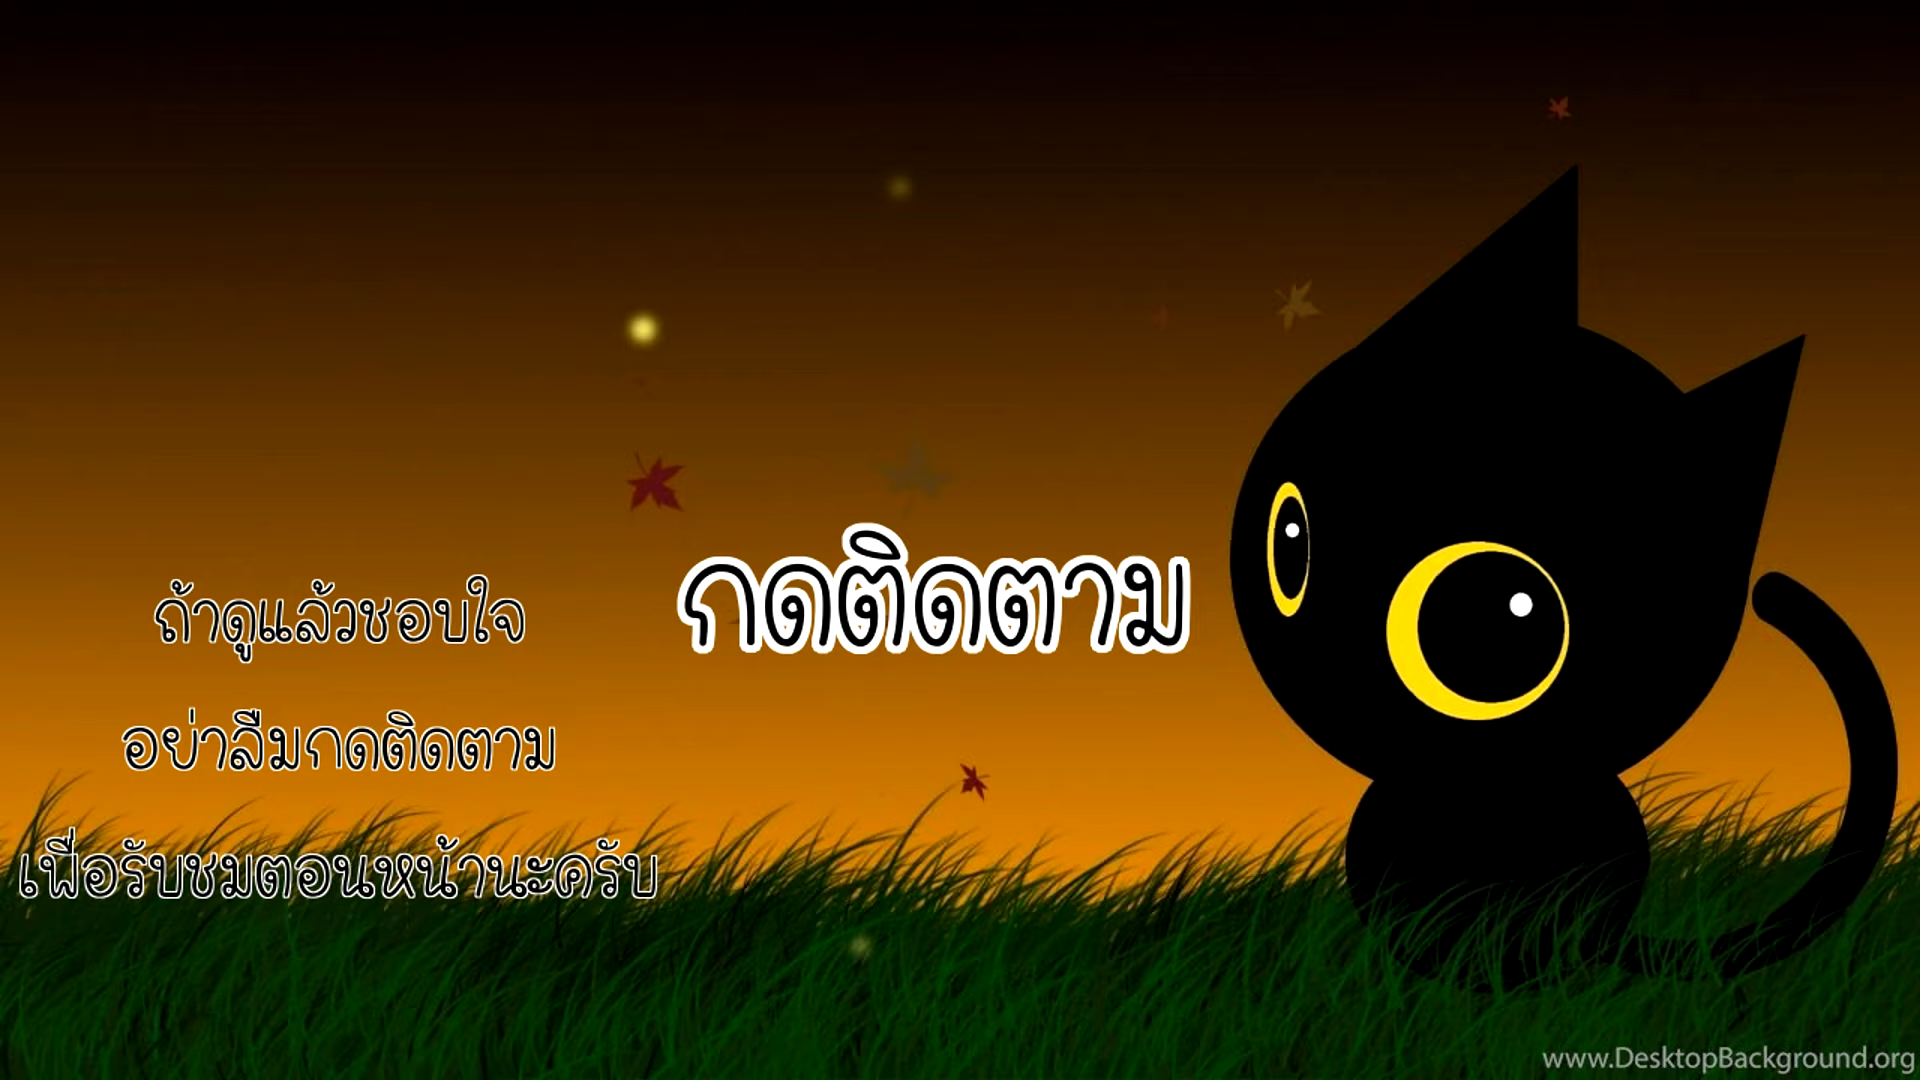 ถ้าดูแล้วชอบใจ
อย่าลืมกดติดตาม
เพื่อรับชมตอนหน้านะครับ
กดติดตาม
www.DesktopBackground.org